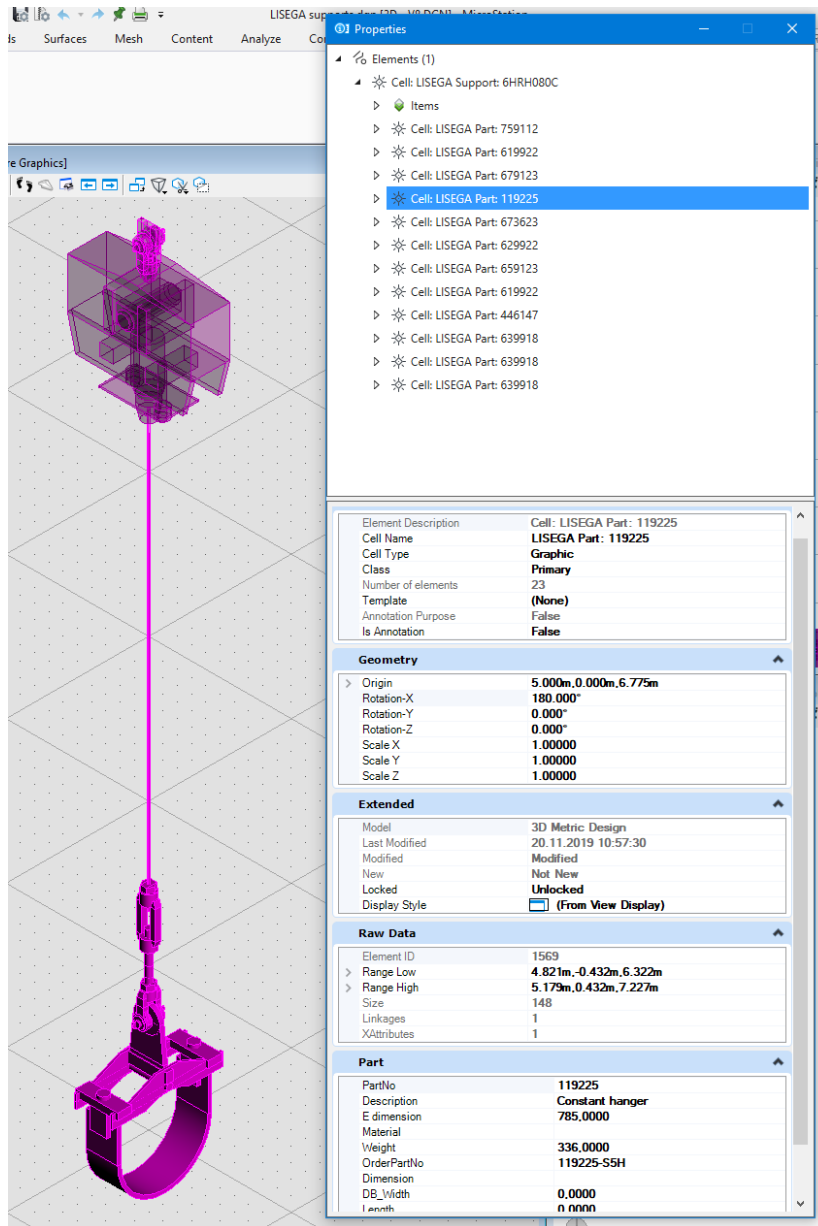 LISEGA supports.dgn [3D - V8 DGN] - MicroStation
Surfaces Mesh Content Analyze
Properties
Elements (1)
Cell: LISEGA Support: 6HRH080C
Items
Cell: LISEGA Part: 759112
Cell: LISEGA Part: 619922
Cell: LISEGA Part: 679123
Cell: LISEGA Part: 119225
Cell: LISEGA Part: 673623
Cell: LISEGA Part: 629922
Cell: LISEGA Part: 659123
Cell: LISEGA Part: 619922
Cell: LISEGA Part: 446147
Cell: LISEGA Part: 639918
Cell: LISEGA Part: 639918
Cell: LISEGA Part: 639918
re Graphics]
Element Description Cell: LISEGA Part: 119225
Cell Name LISEGA Part: 119225
Cell Type Graphic
Class Primary
Number of elements 23
Template (None)
Annotation Purpose False
Is Annotation False
Geometry
Origin 5.000m,0.000m,6.775m
Rotation-X 180.000°
Rotation-Y 0.000°
Rotation-Z 0.000°
Scale X 1.00000
Scale Y 1.00000
Scale Z 1.00000
Extended
Model 3D Metric Design
Last Modified 20.11.2019 10:57:30
Modified Modified
New Not New
Locked Unlocked
Display Style (From View Display)
Raw Data
Element ID 1569
Range Low 4.821m,-0.432m,6.322m
Range High 5.179m,0.432m,7.227m
Size 148
Linkages 1
XAttributes 1
Part
PartNo 119225
Description Constant hanger
E dimension 785,0000
Material
Weight 336,0000
OrderPartNo 119225-S5H
Dimension
DB_Width 0,0000
Length 0,0000